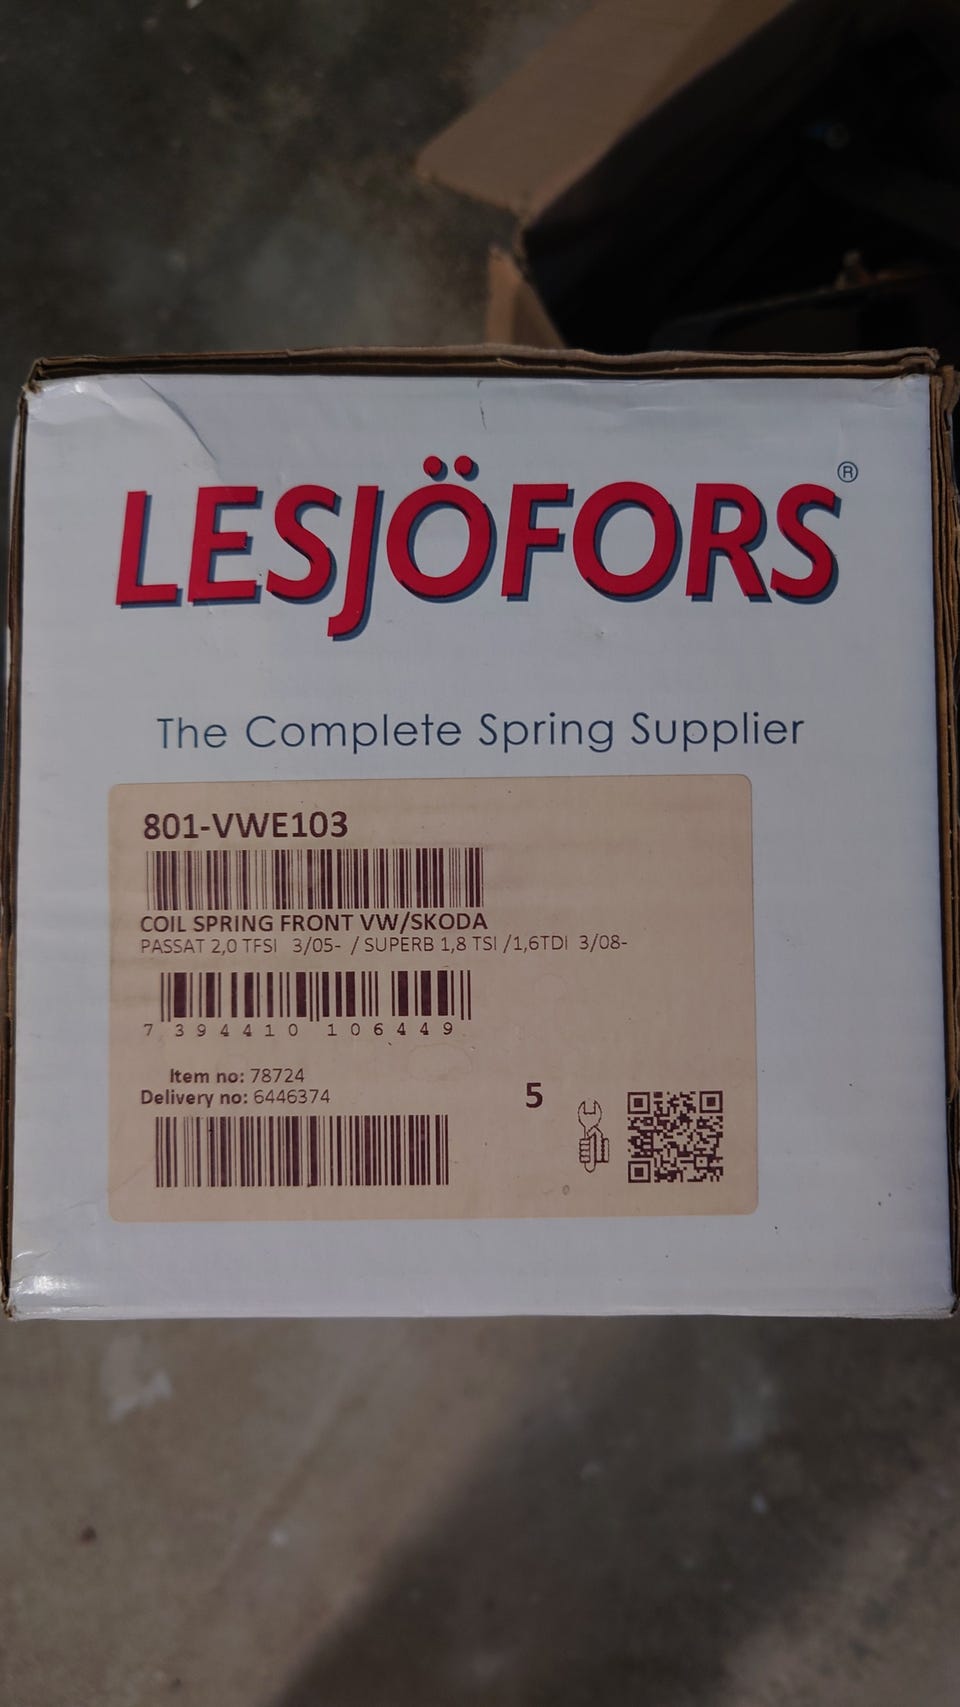 LESJÖFORS®
The Complete Spring Supplier
801-VWE103
COIL SPRING FRONT VW/SKODA
PASSAT 2,0 TFSI 3/05- / SUPERB 1,8 TSI /1,6TDI 3/08-
7 394410 106449
Item no: 78724
Delivery no: 6446374
5